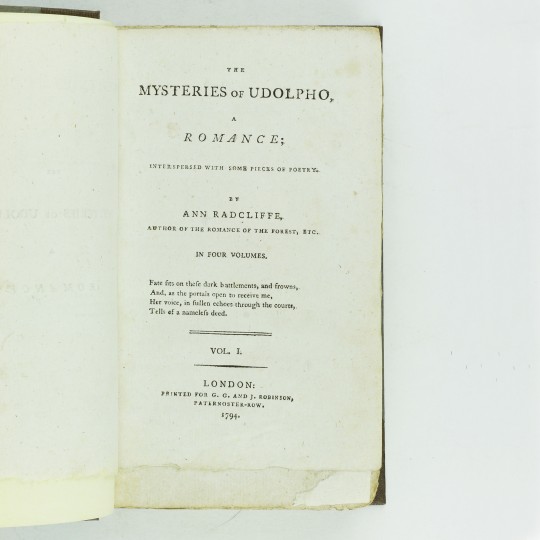 THE
MYSTERIES OF UDOLPHO,
A
ROMANCE;
INTERSPERSED WITH SOME PIECES OF POETRY.
BY
ANN RADCLIFFE,
AUTHOR OF THE ROMANCE OF THE FOREST, ETC.
IN FOUR VOLUMES.
Fate ſits on theſe dark battlements, and frowns,
And, as the portals open to receive me,
Her voice, in ſullen echoes through the courts,
Tells of a nameleſs deed.
VOL. I.
LONDON:
PRINTED FOR G. G. AND J. ROBINSON,
PATERNOSTER-ROW.
1794.